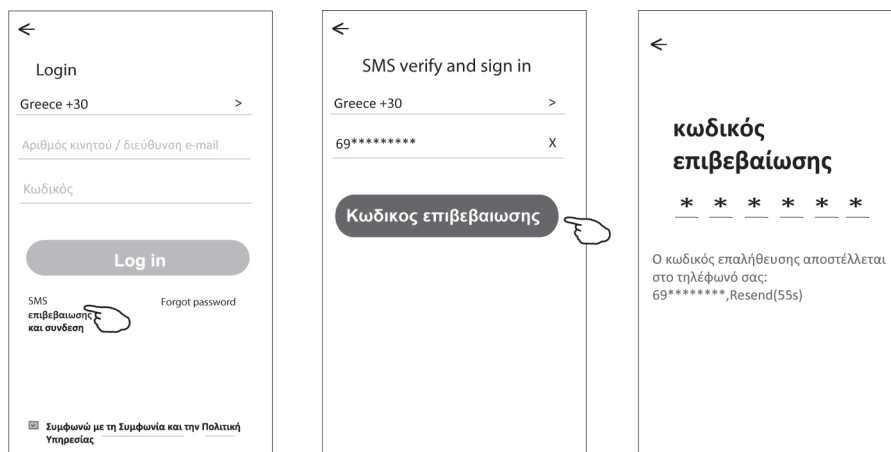 Login
Greece +30 >
Αριθμός κινητού / διεύθυνση e-mail
Κωδικός
Log in
SMS
επιβεβαιωσης
και συνδεση
Forgot password
Συμφωνώ με τη Συμφωνία και την Πολιτική
Υπηρεσίας
SMS verify and sign in
Greece +30 >
69********* X
Κωδικος επιβεβαιωσης
κωδικός
επιβεβαίωσης
* * * * * *
Ο κωδικός επαλήθευσης αποστέλλεται
στο τηλέφωνό σας:
69********,Resend(55s)